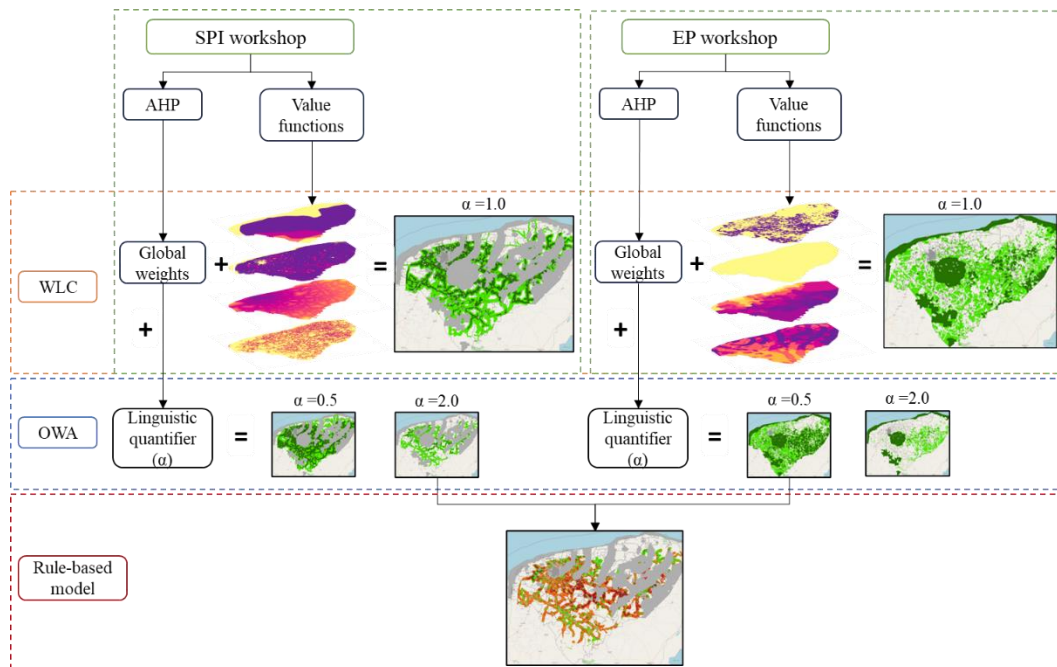 SPI workshop
EP workshop
AHP
Value
functions
AHP
Value
functions
α =1.0
α =1.0
WLC
Global
weights
+
=
Global
weights
+
=
+
+
OWA
Linguistic
quantifier
(α)
=
α =0.5
α =2.0
Linguistic
quantifier
(α)
=
α =0.5
α =2.0
Rule-based
model